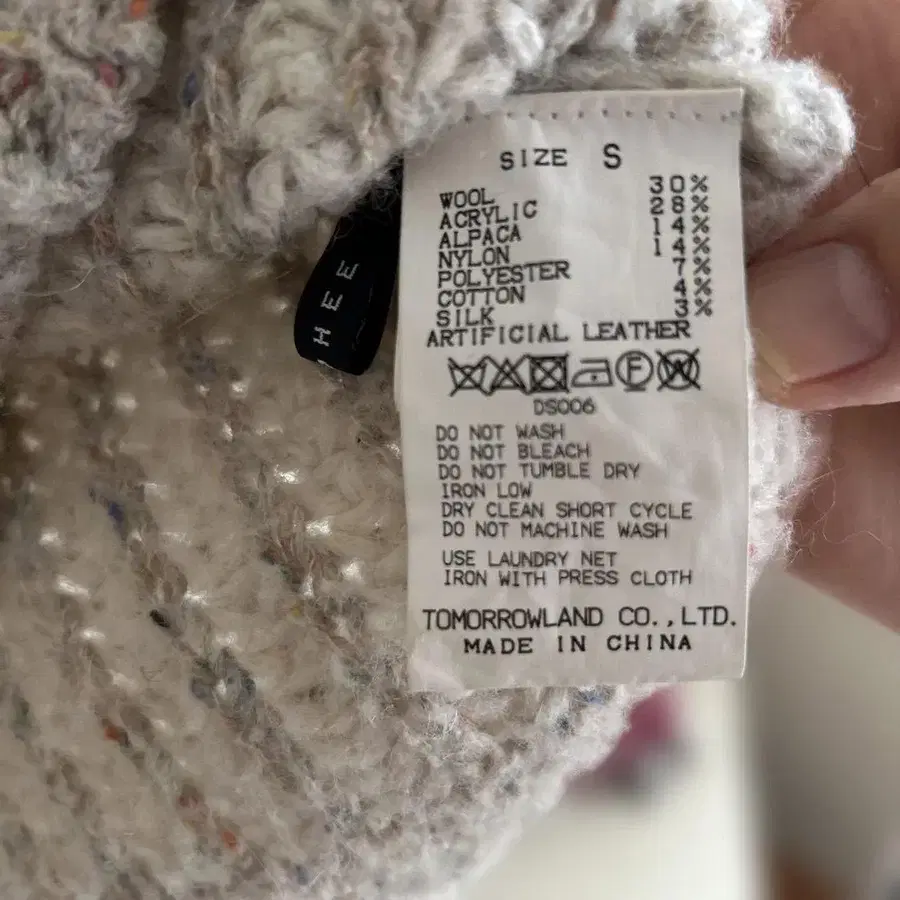 SIZE S
WOOL 30%
ACRYLIC 28%
ALPACA 14%
NYLON 14%
POLYESTER 7%
COTTON 4%
SILK 3%
ARTIFICIAL LEATHER
F W
DS006
DO NOT WASH
DO NOT BLEACH
DO NOT TUMBLE DRY
IRON LOW
DRY CLEAN SHORT CYCLE
DO NOT MACHINE WASH
USE LAUNDRY NET
IRON WITH PRESS CLOTH
TOMORROWLAND CO.,LTD.
MADE IN CHINA
HEE